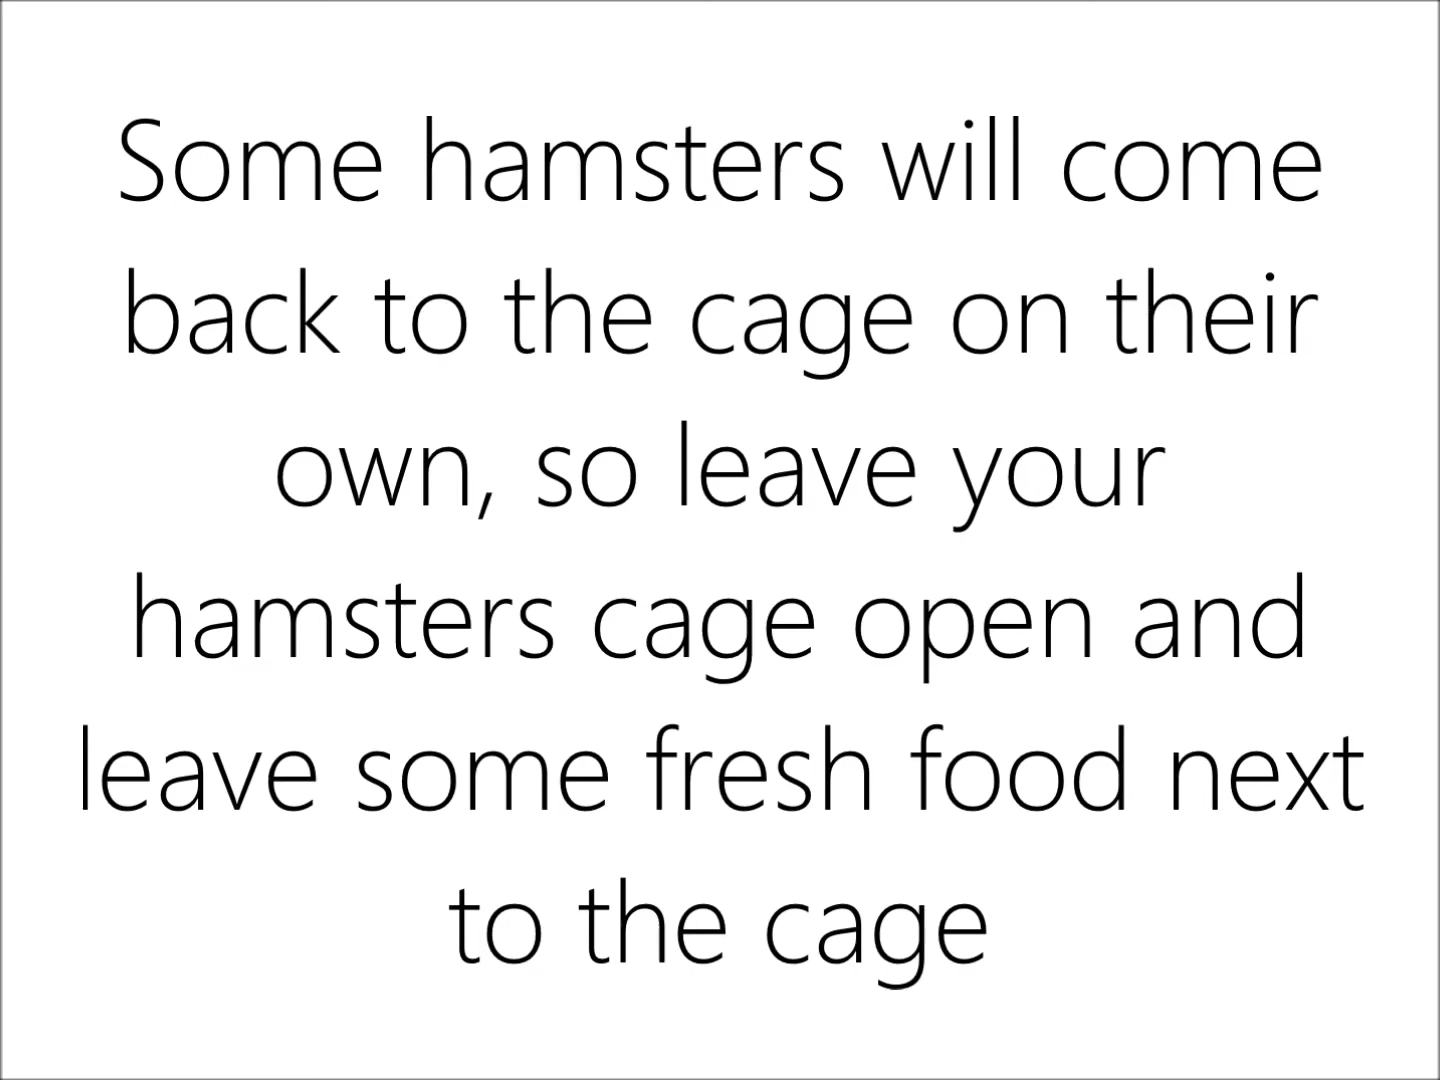 Some hamsters will come
back to the cage on their
own, so leave your
hamsters cage open and
leave some fresh food next
to the cage